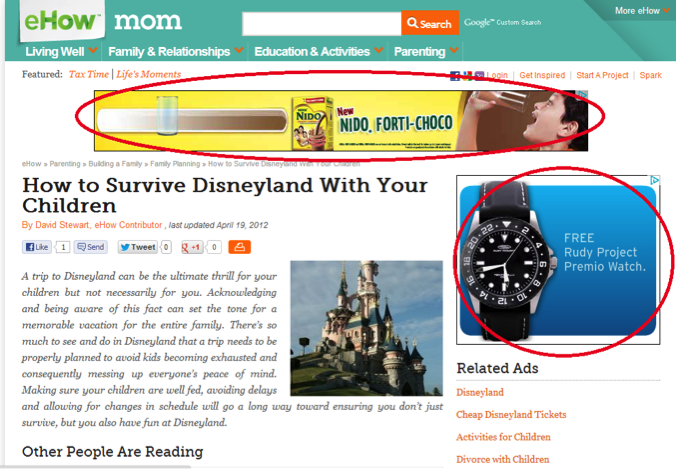 eHow™ mom
Search
Google™ Custom Search
More eHow
Living Well
Family & Relationships
Education & Activities
Parenting
Featured: Tax Time | Life's Moments
Login | Get Inspired | Start A Project | Spark
NIDO
New
NIDO, FORTI-CHOCO
eHow » Parenting » Building a Family » Family Planning » How to Survive Disneyland With Your Children
How to Survive Disneyland With Your
Children
By David Stewart, eHow Contributor , last updated April 19, 2012
Like 1 Send Tweet 0 +1 0
A trip to Disneyland can be the ultimate thrill for your
children but not necessarily for you. Acknowledging
and being aware of this fact can set the tone for a
memorable vacation for the entire family. There's so
much to see and do in Disneyland that a trip needs to be
properly planned to avoid kids becoming exhausted and
consequently messing up everyone's peace of mind.
Making sure your children are well fed, avoiding delays
and allowing for changes in schedule will go a long way toward ensuring you don't just
survive, but you also have fun at Disneyland.
Other People Are Reading
FREE
Rudy Project
Premio Watch.
Related Ads
Disneyland
Cheap Disneyland Tickets
Activities for Children
Divorce with Children